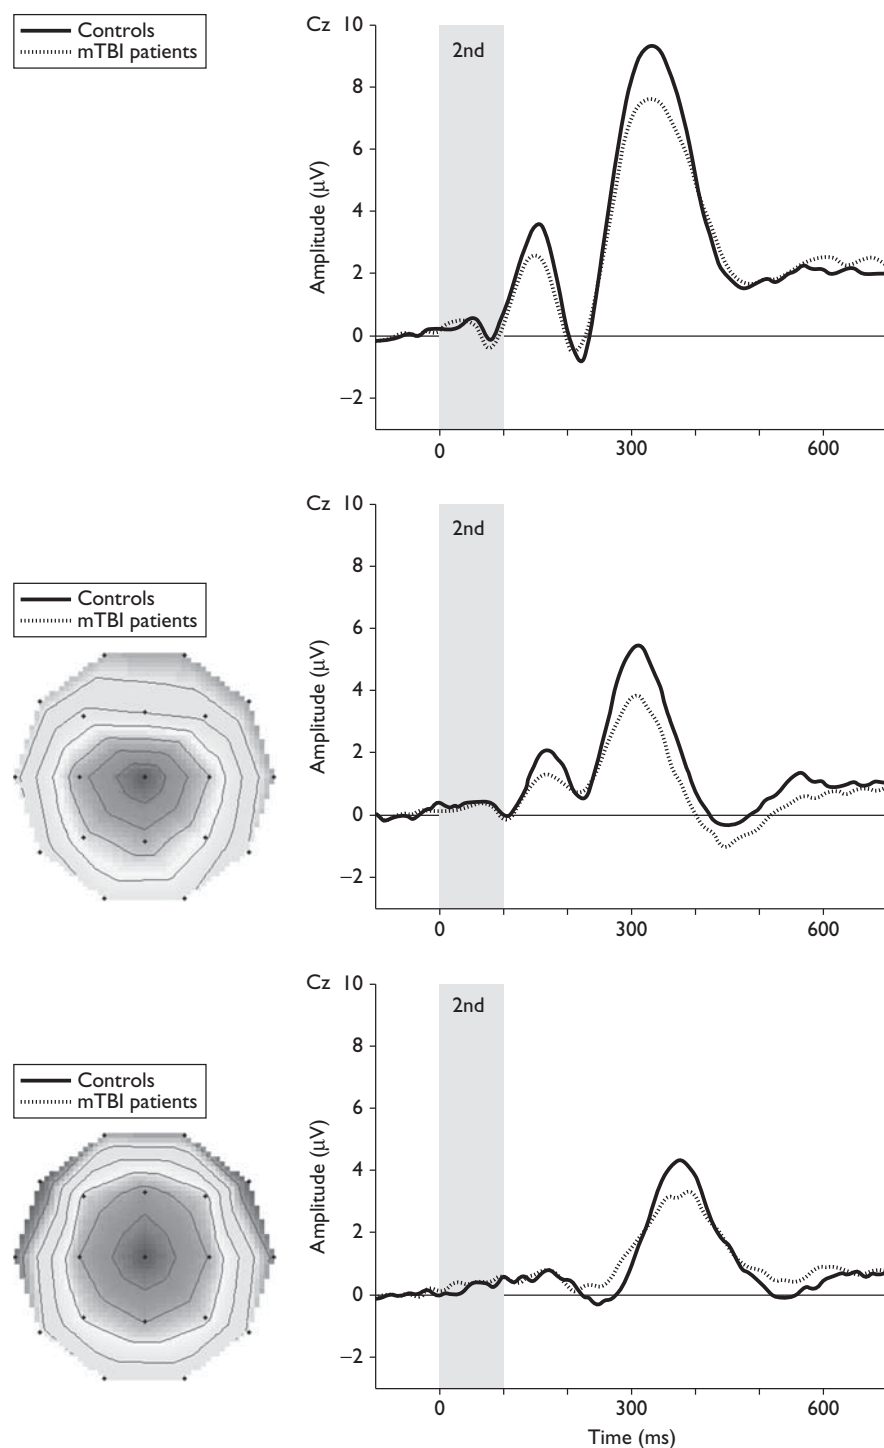 Controls
mTBI patients
Cz 10
2nd
8
6
4
2
0
−2
Amplitude (μV)
0 300 600
Controls
mTBI patients
Cz 10
2nd
8
6
4
2
0
−2
Amplitude (μV)
0 300 600
Controls
mTBI patients
Cz 10
2nd
8
6
4
2
0
−2
Amplitude (μV)
0 300 600
Time (ms)